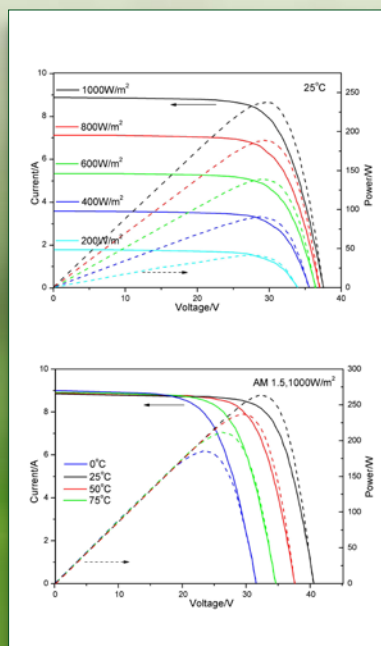 1000W/m²
25°C
800W/m²
600W/m²
400W/m²
200W/m²
Current/A
Power/W
10
8
6
4
2
0
250
200
150
100
50
0
0 10 20 30 40
Voltage/V
AM 1.5,1000W/m²
0°C
25°C
50°C
75°C
Current/A
Power/W
10
8
6
4
2
0
300
250
200
150
100
50
0
0 10 20 30 40
Voltage/V